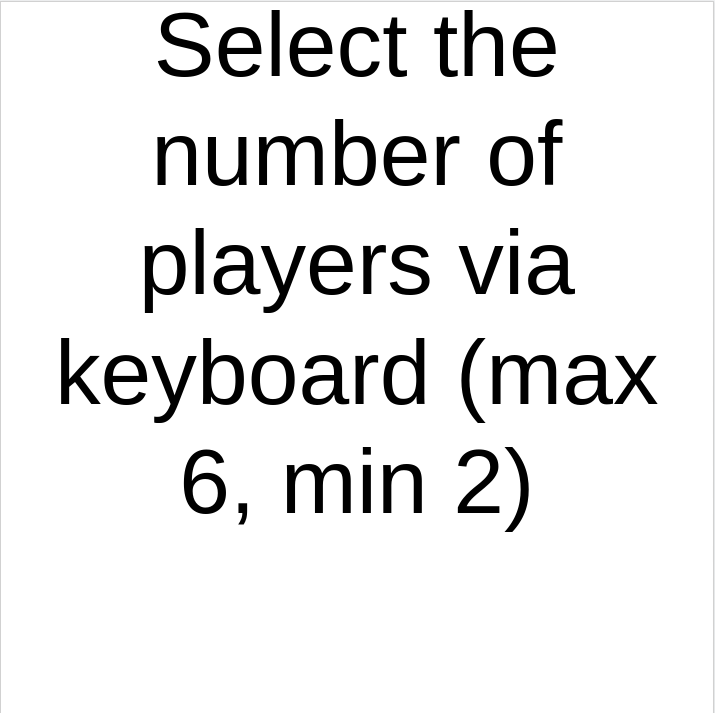 Select the
number of
players via
keyboard (max
6, min 2)